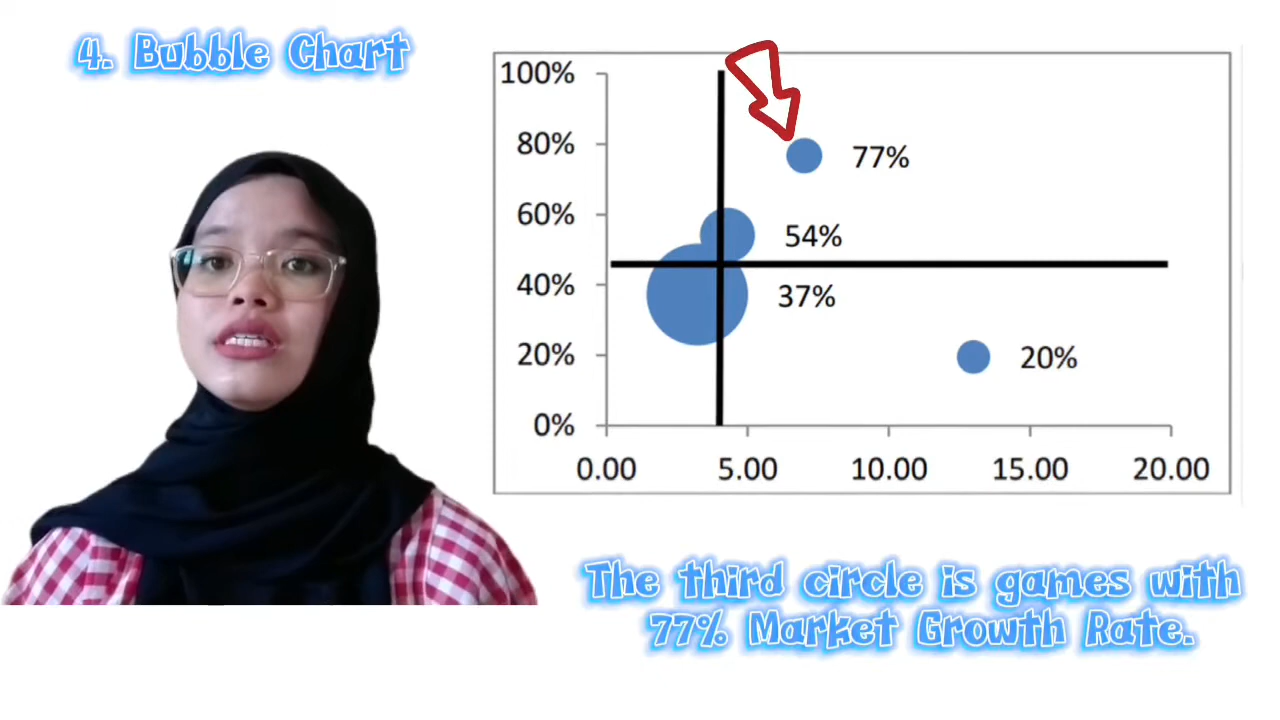 4. Bubble Chart
100%
80%
77%
60%
54%
40%
37%
20%
20%
0%
0.00 5.00 10.00 15.00 20.00
The third circle is games with
77% Market Growth Rate.